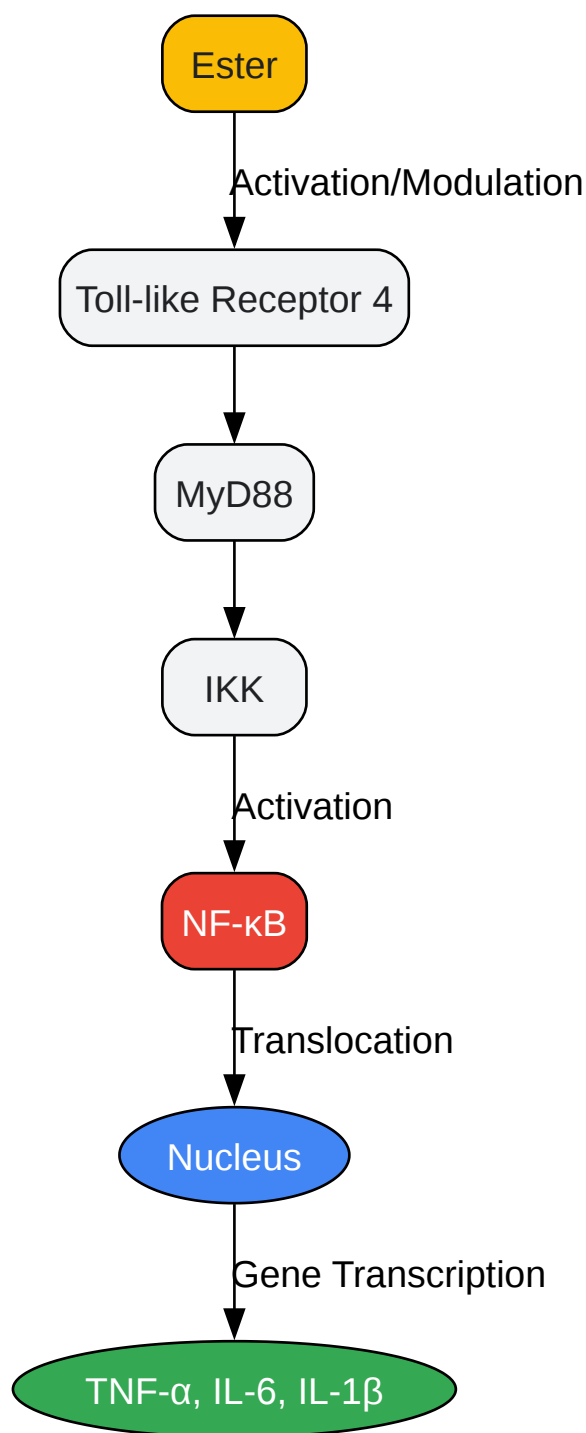 Ester
Activation/Modulation
Toll-like Receptor 4
MyD88
IKK
Activation
NF-κB
Translocation
Nucleus
Gene Transcription
TNF-α, IL-6, IL-1β